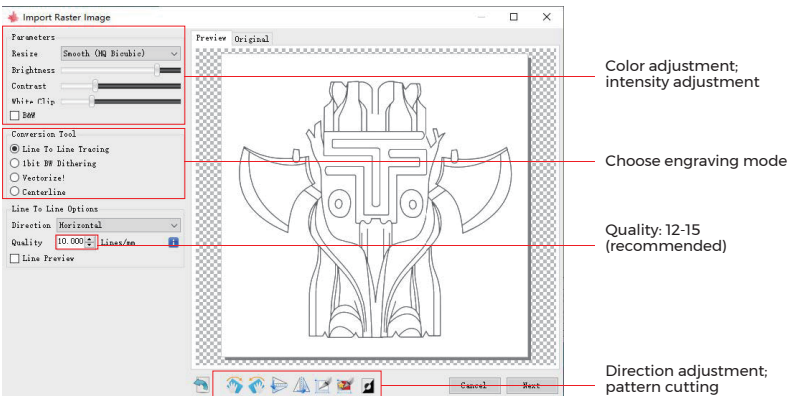 Import Raster Image
Parameters
Resize Smooth (HQ Bicubic)
Brightness
Contrast
White Clip
B&W
Conversion Tool
Line To Line Tracing
1bit BW Dithering
Vectorize!
Centerline
Line To Line Options
Direction Horizontal
Quality 10.000 Lines/mm
Line Preview
Preview Original
Cancel Next
Color adjustment;
intensity adjustment
Choose engraving mode
Quality: 12-15
(recommended)
Direction adjustment;
pattern cutting